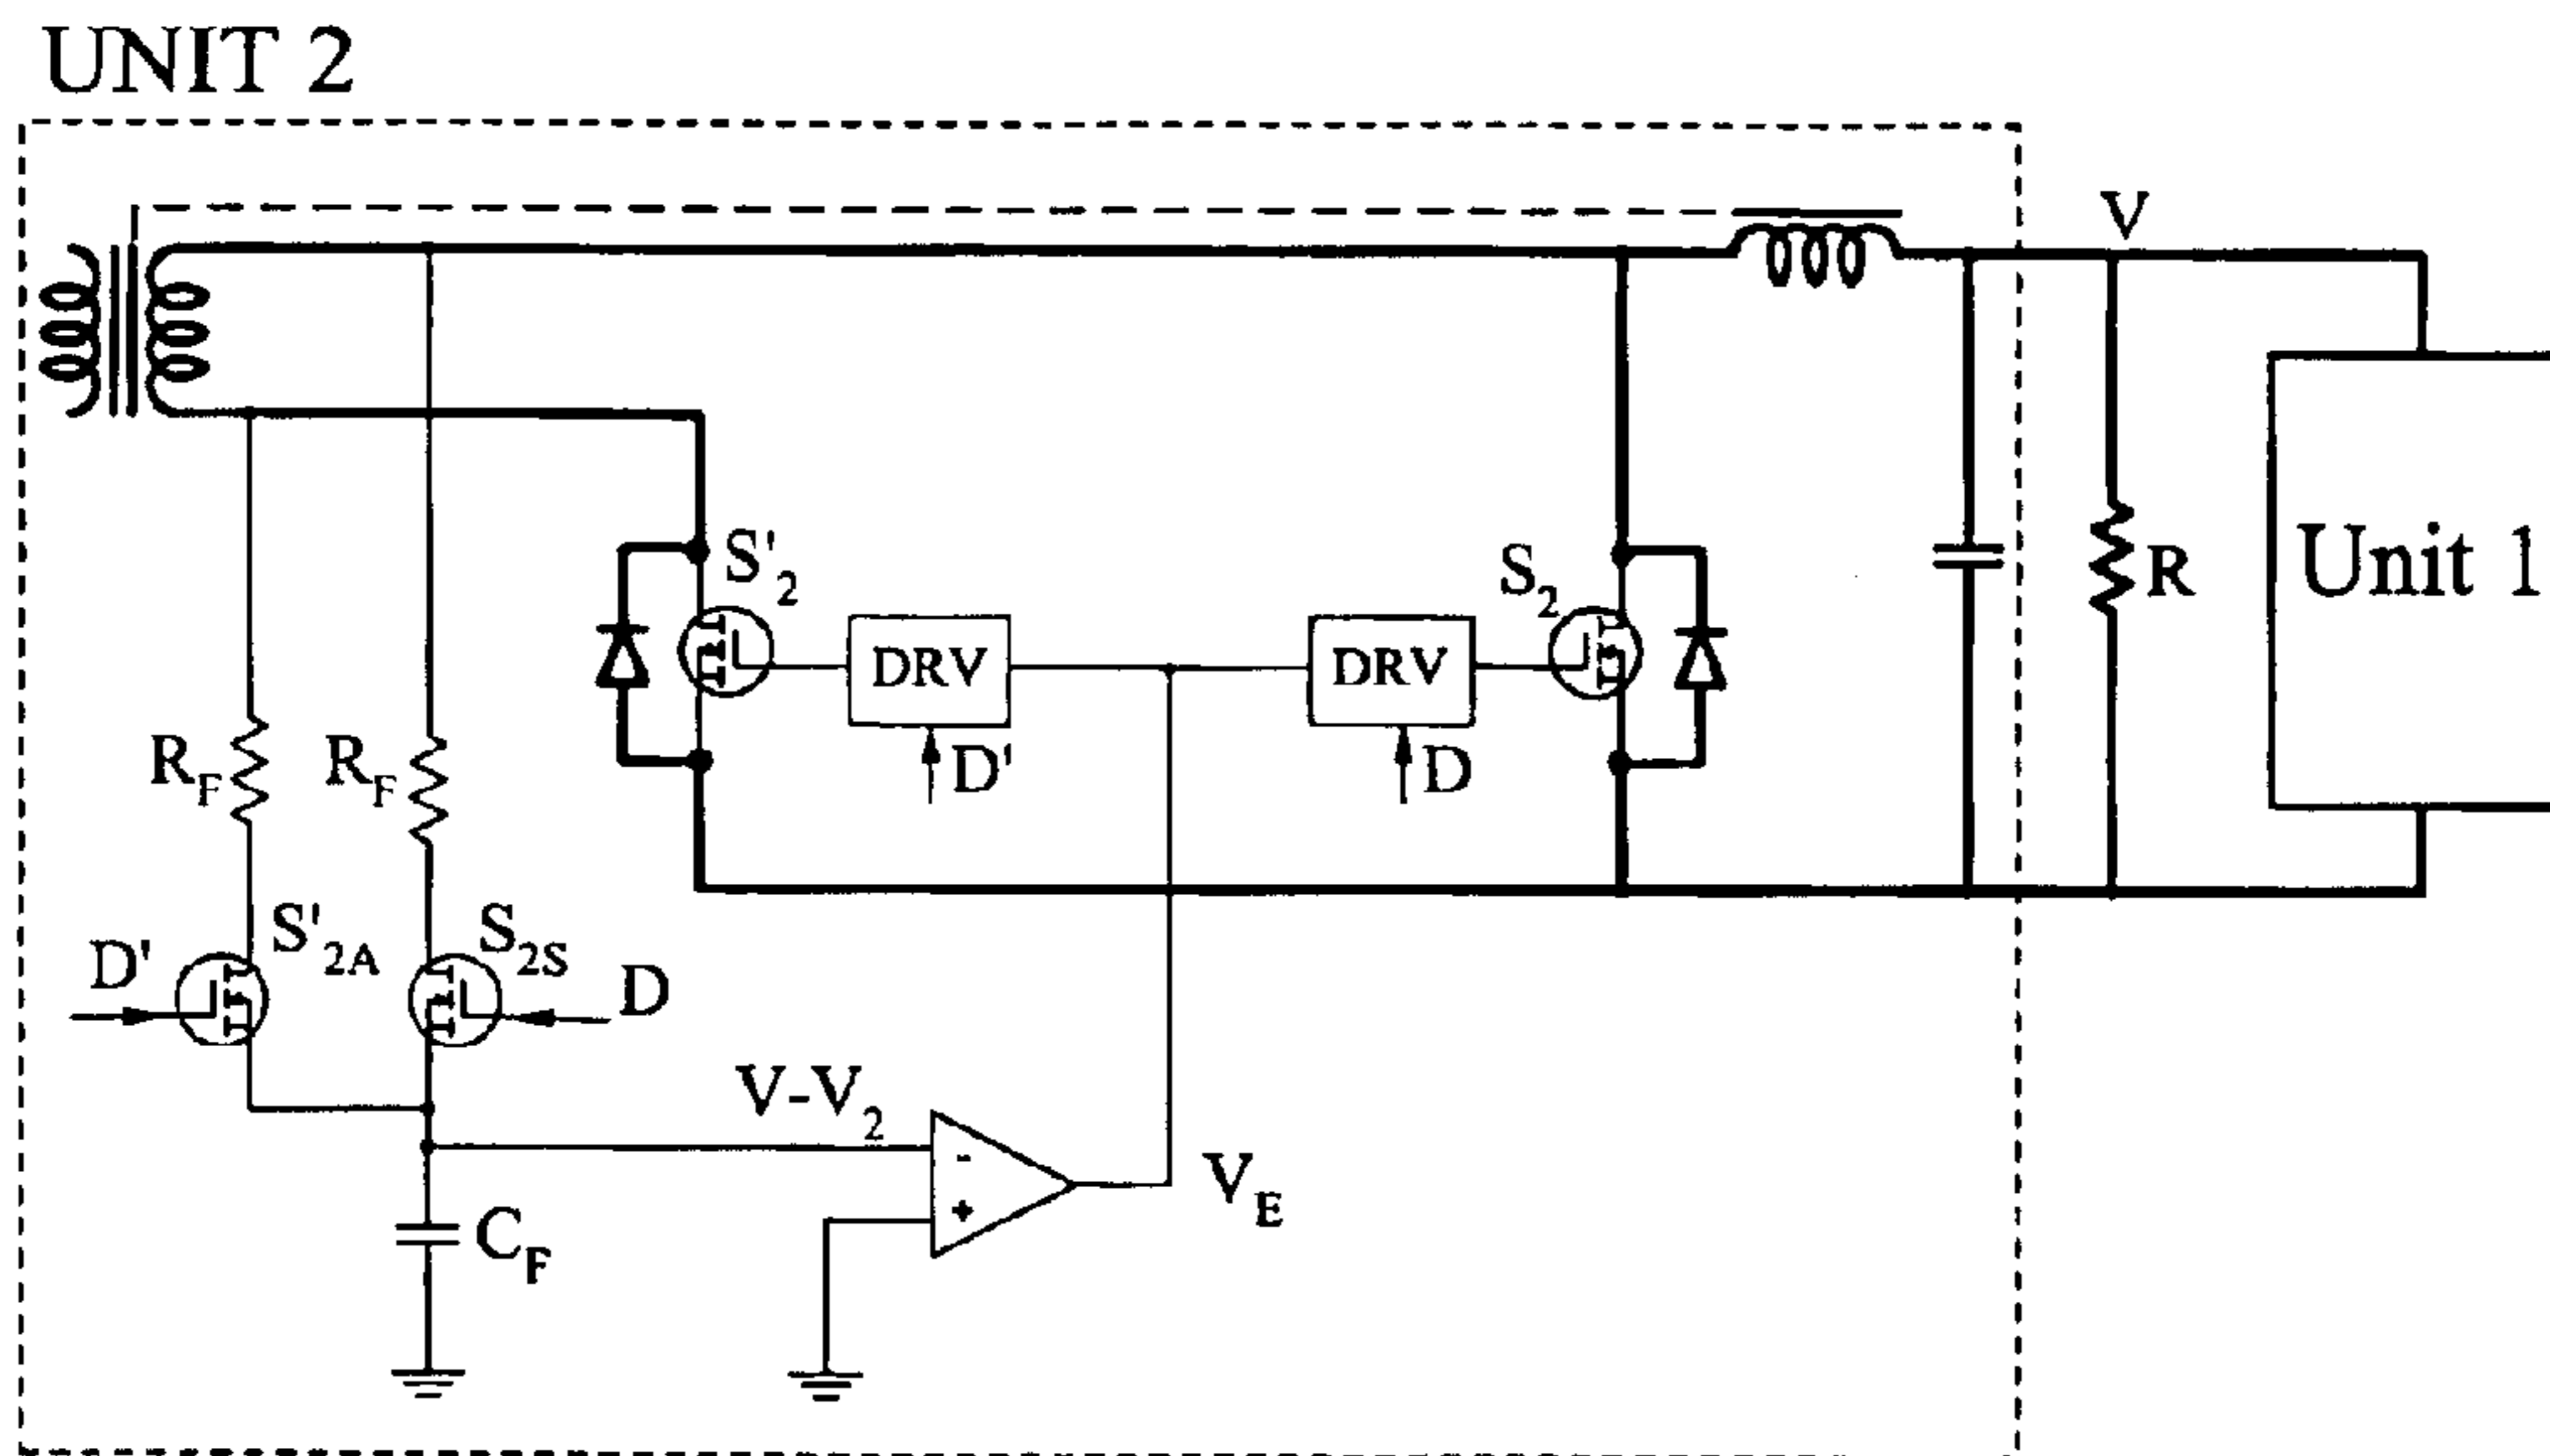 UNIT 2
V
S'2
S2
R
Unit 1
DRV
DRV
RF
RF
D'
D
S'2A
S2S
D'
D
V-V2
-
+
VE
CF